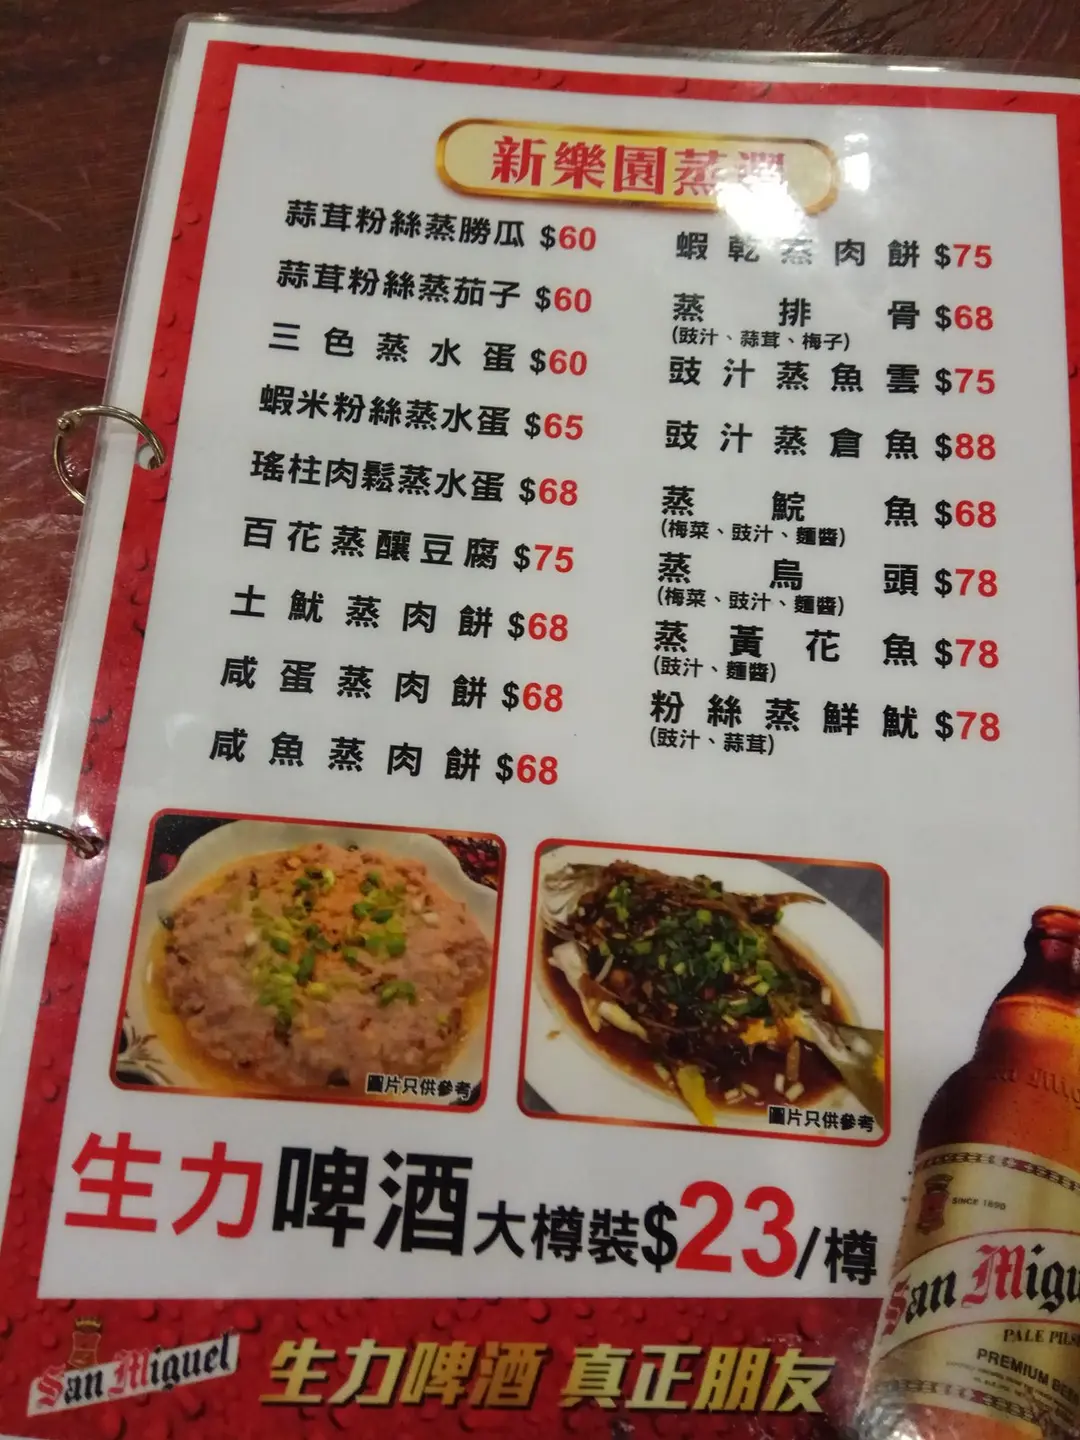 新樂園蒸
蒜茸粉絲蒸勝瓜 $60
蒜茸粉絲蒸茄子 $60
三色蒸水蛋 $60
蝦米粉絲蒸水蛋 $65
瑤柱肉鬆蒸水蛋 $68
百花蒸釀豆腐 $75
土魷蒸肉餅 $68
咸蛋蒸肉餅 $68
咸魚蒸肉餅 $68
蝦乾蒸肉餅 $75
蒸排骨 $68
(豉汁、蒜茸、梅子)
豉汁蒸魚雲 $75
豉汁蒸倉魚 $88
蒸鯇魚 $68
(梅菜、豉汁、麵醬)
蒸烏頭 $78
(梅菜、豉汁、麵醬)
蒸黃花魚 $78
(豉汁、麵醬)
粉絲蒸鮮魷 $78
(豉汁、蒜茸)
圖片只供參考
圖片只供參考
生力啤酒大樽裝$23/樽
SINCE 1890
San Migu
PALE PILS
PREMIUM BE
San Miguel
生力啤酒 真正朋友